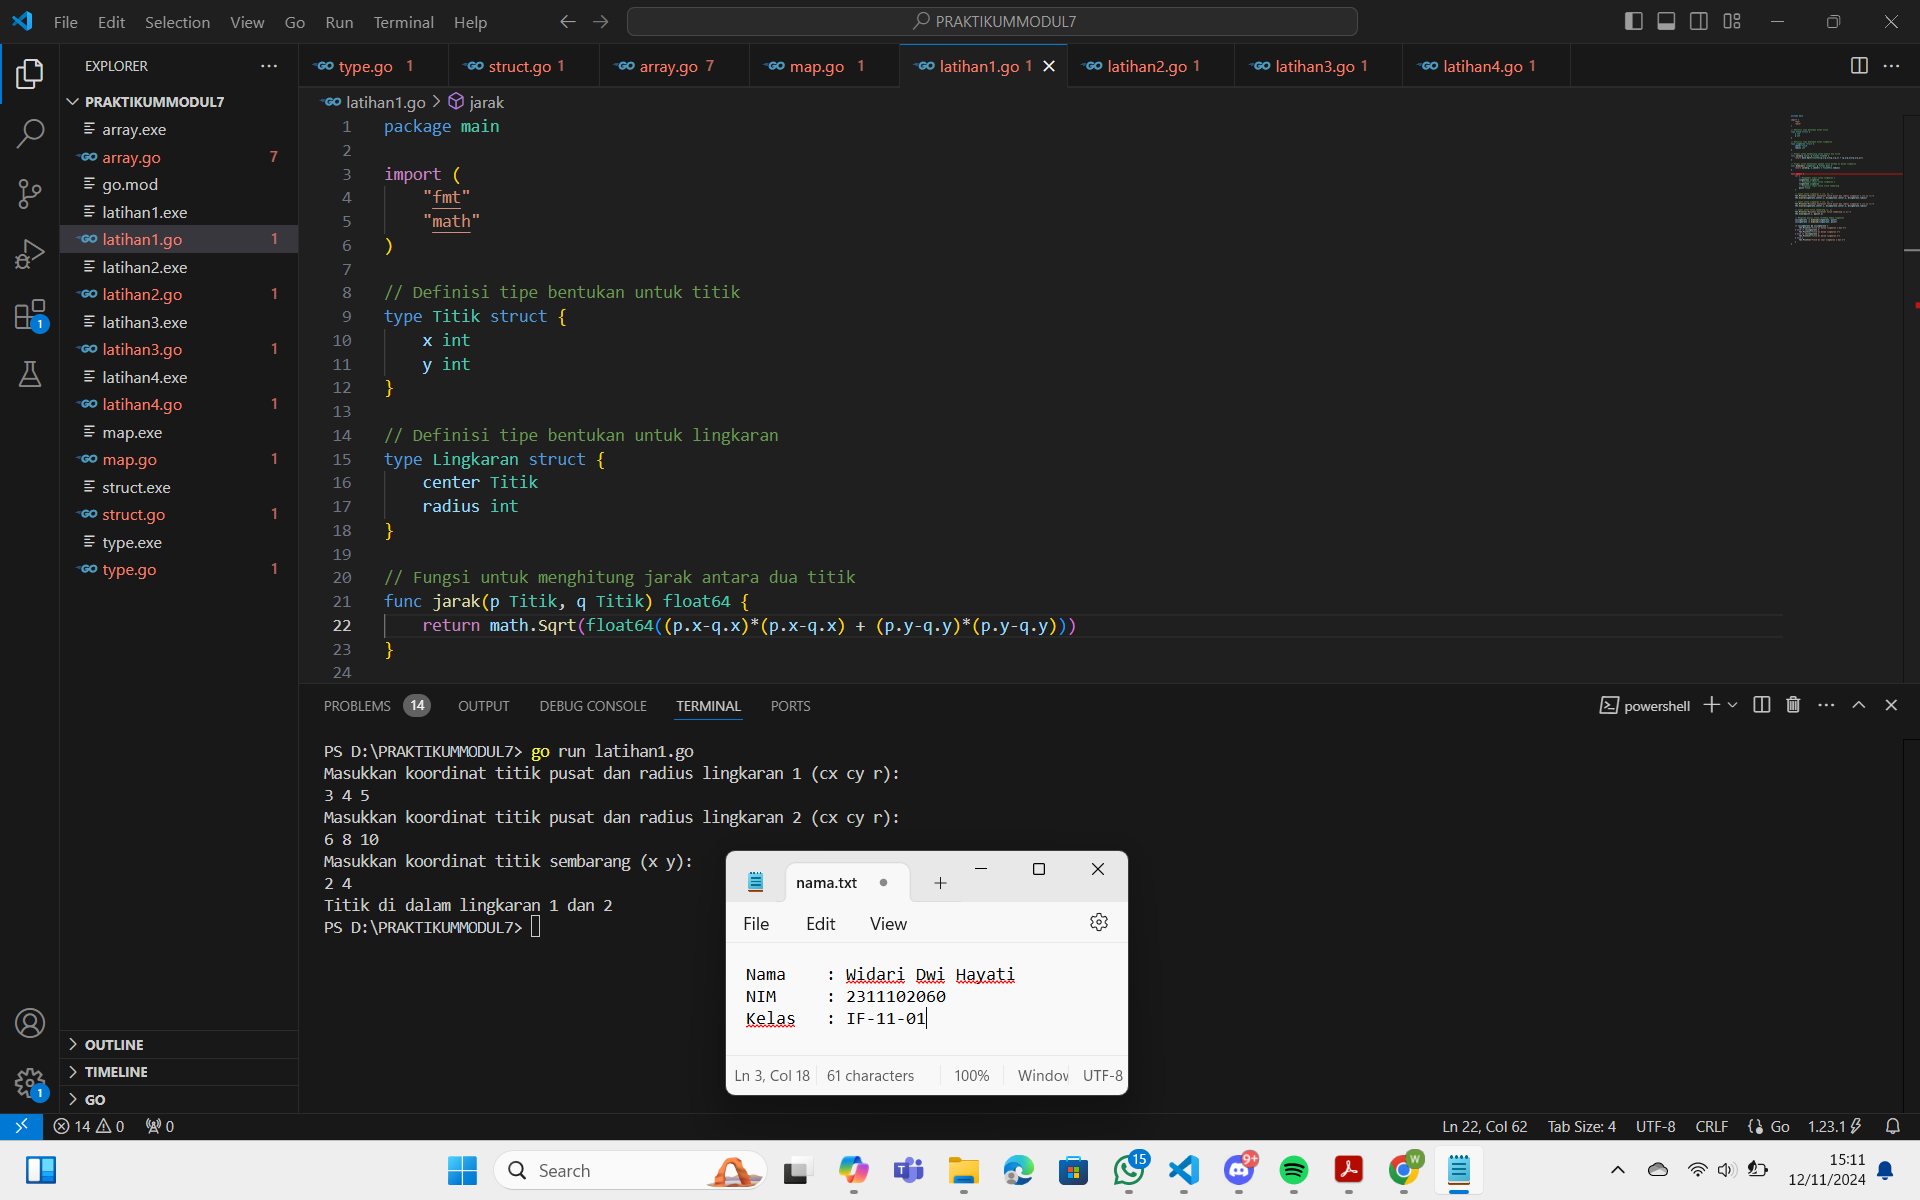 File Edit Selection View Go Run Terminal Help
PRAKTIKUMMODUL7
EXPLORER
PRAKTIKUMMODUL7
array.exe
array.go 7
go.mod
latihan1.exe
latihan1.go 1
latihan2.exe
latihan2.go 1
latihan3.exe
latihan3.go 1
latihan4.exe
latihan4.go 1
map.exe
map.go 1
struct.exe
struct.go 1
type.exe
type.go 1
OUTLINE
TIMELINE
GO
1
1
GO type.go 1
GO struct.go 1
GO array.go 7
GO map.go 1
GO latihan1.go 1
GO latihan2.go 1
GO latihan3.go 1
GO latihan4.go 1
GO latihan1.go > jarak
1 package main
2
3 import (
4 "fmt"
5 "math"
6 )
7
8 // Definisi tipe bentukan untuk titik
9 type Titik struct {
10 x int
11 y int
12 }
13
14 // Definisi tipe bentukan untuk lingkaran
15 type Lingkaran struct {
16 center Titik
17 radius int
18 }
19
20 // Fungsi untuk menghitung jarak antara dua titik
21 func jarak(p Titik, q Titik) float64 {
22 return math.Sqrt(float64((p.x-q.x)*(p.x-q.x) + (p.y-q.y)*(p.y-q.y)))
23 }
24
PROBLEMS 14 OUTPUT DEBUG CONSOLE TERMINAL PORTS
powershell
PS D:\PRAKTIKUMMODUL7> go run latihan1.go
Masukkan koordinat titik pusat dan radius lingkaran 1 (cx cy r):
3 4 5
Masukkan koordinat titik pusat dan radius lingkaran 2 (cx cy r):
6 8 10
Masukkan koordinat titik sembarang (x y):
2 4
Titik di dalam lingkaran 1 dan 2
PS D:\PRAKTIKUMMODUL7>
nama.txt
File Edit View
Nama : Widari Dwi Hayati
NIM : 2311102060
Kelas : IF-11-01
Ln 3, Col 18 61 characters 100% Window UTF-8
14 0 0
Ln 22, Col 62 Tab Size: 4 UTF-8 CRLF Go 1.23.1
Search
15
9+
W
15:11
12/11/2024